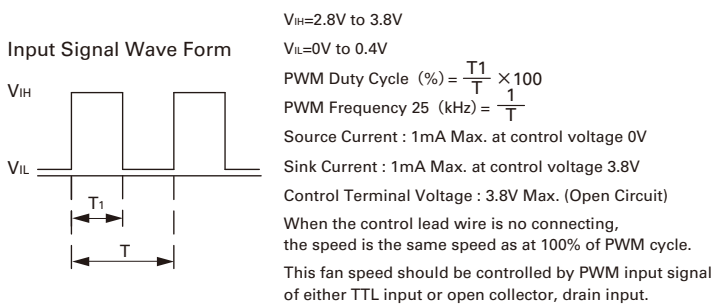 Input Signal Wave Form
VIH
VIL
T1
T
VIH=2.8V to 3.8V
VIL=0V to 0.4V
PWM Duty Cycle (%) = T1/T ×100
PWM Frequency 25 (kHz) = 1/T
Source Current : 1mA Max. at control voltage 0V
Sink Current : 1mA Max. at control voltage 3.8V
Control Terminal Voltage : 3.8V Max. (Open Circuit)
When the control lead wire is no connecting,
the speed is the same speed as at 100% of PWM cycle.
This fan speed should be controlled by PWM input signal
of either TTL input or open collector, drain input.